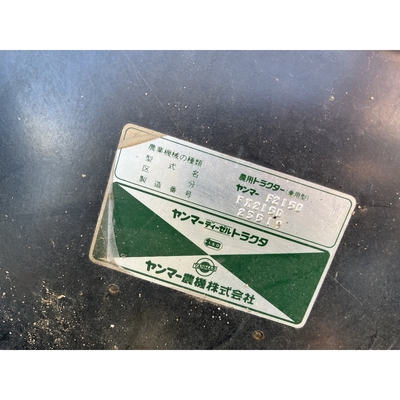 農業機械の種類 農用トラクター(乗用型)
型式名 ヤンマー F215D
区分 FX215D
製造番号
ヤンマーディーゼルトラクタ
ヤンマー農機株式会社